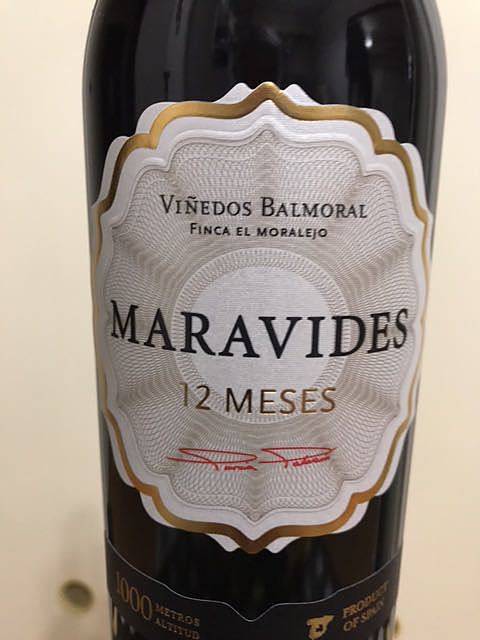 VIÑEDOS BALMORAL
FINCA EL MORALEJO
MARAVIDES
12 MESES
1000 METROS
ALTITUD
PRODUCT
OF SPAIN